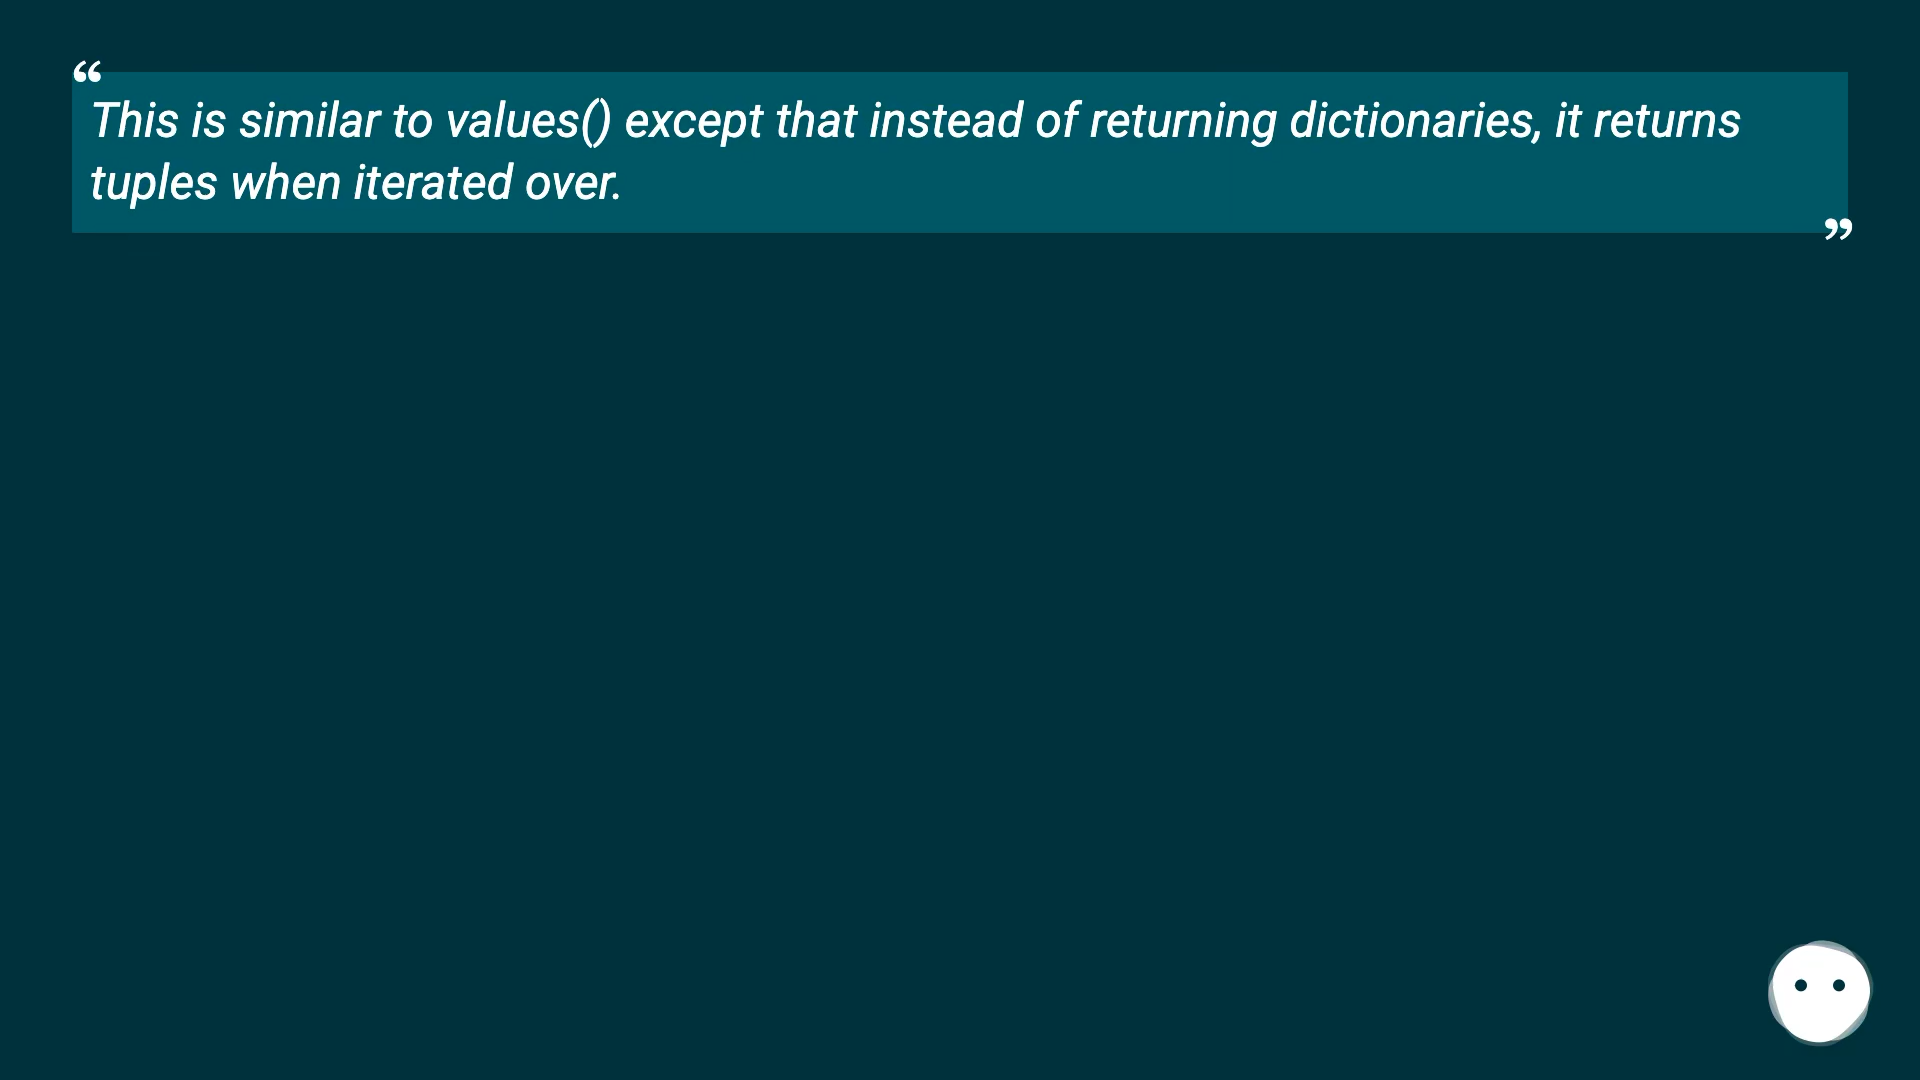 “
This is similar to values() except that instead of returning dictionaries, it returns
tuples when iterated over.
”